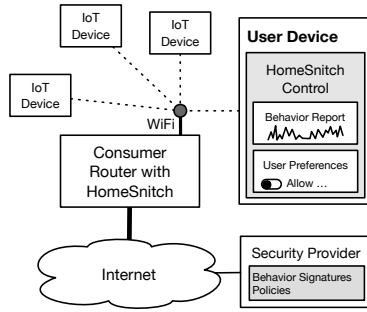 IoT
Device
IoT
Device
IoT
Device
WiFi
Consumer
Router with
HomeSnitch
Internet
User Device
HomeSnitch
Control
Behavior Report
User Preferences
Allow ...
Security Provider
Behavior Signatures
Policies